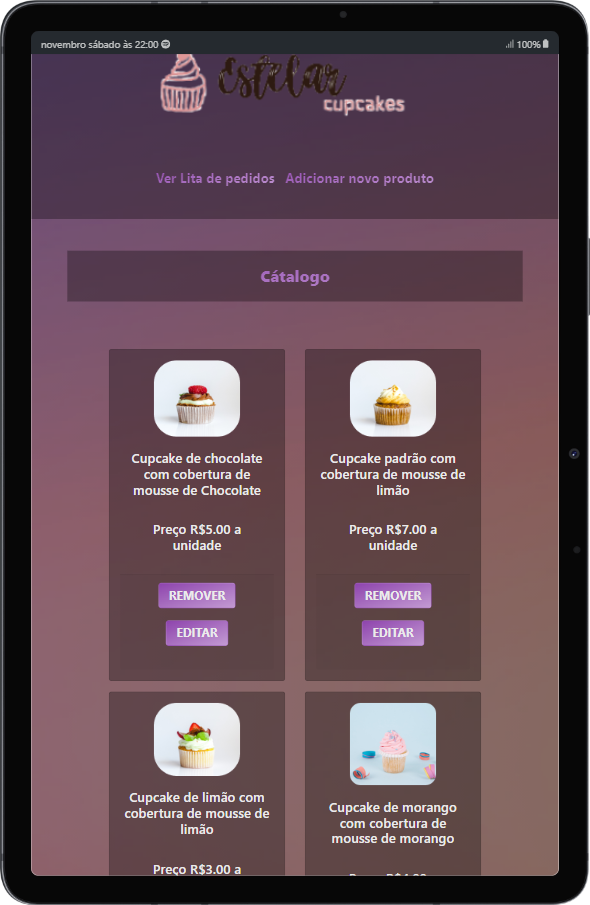 novembro sábado às 22:00
100%
Estelar
cupcakes
Ver Lita de pedidos Adicionar novo produto
Cátalogo
Cupcake de chocolate
com cobertura de
mousse de Chocolate
Preço R$5.00 a
unidade
REMOVER
EDITAR
Cupcake padrão com
cobertura de mousse de
limão
Preço R$7.00 a
unidade
REMOVER
EDITAR
Cupcake de limão com
cobertura de mousse de
limão
Preço R$3.00 a
Cupcake de morango
com cobertura de
mousse de morango